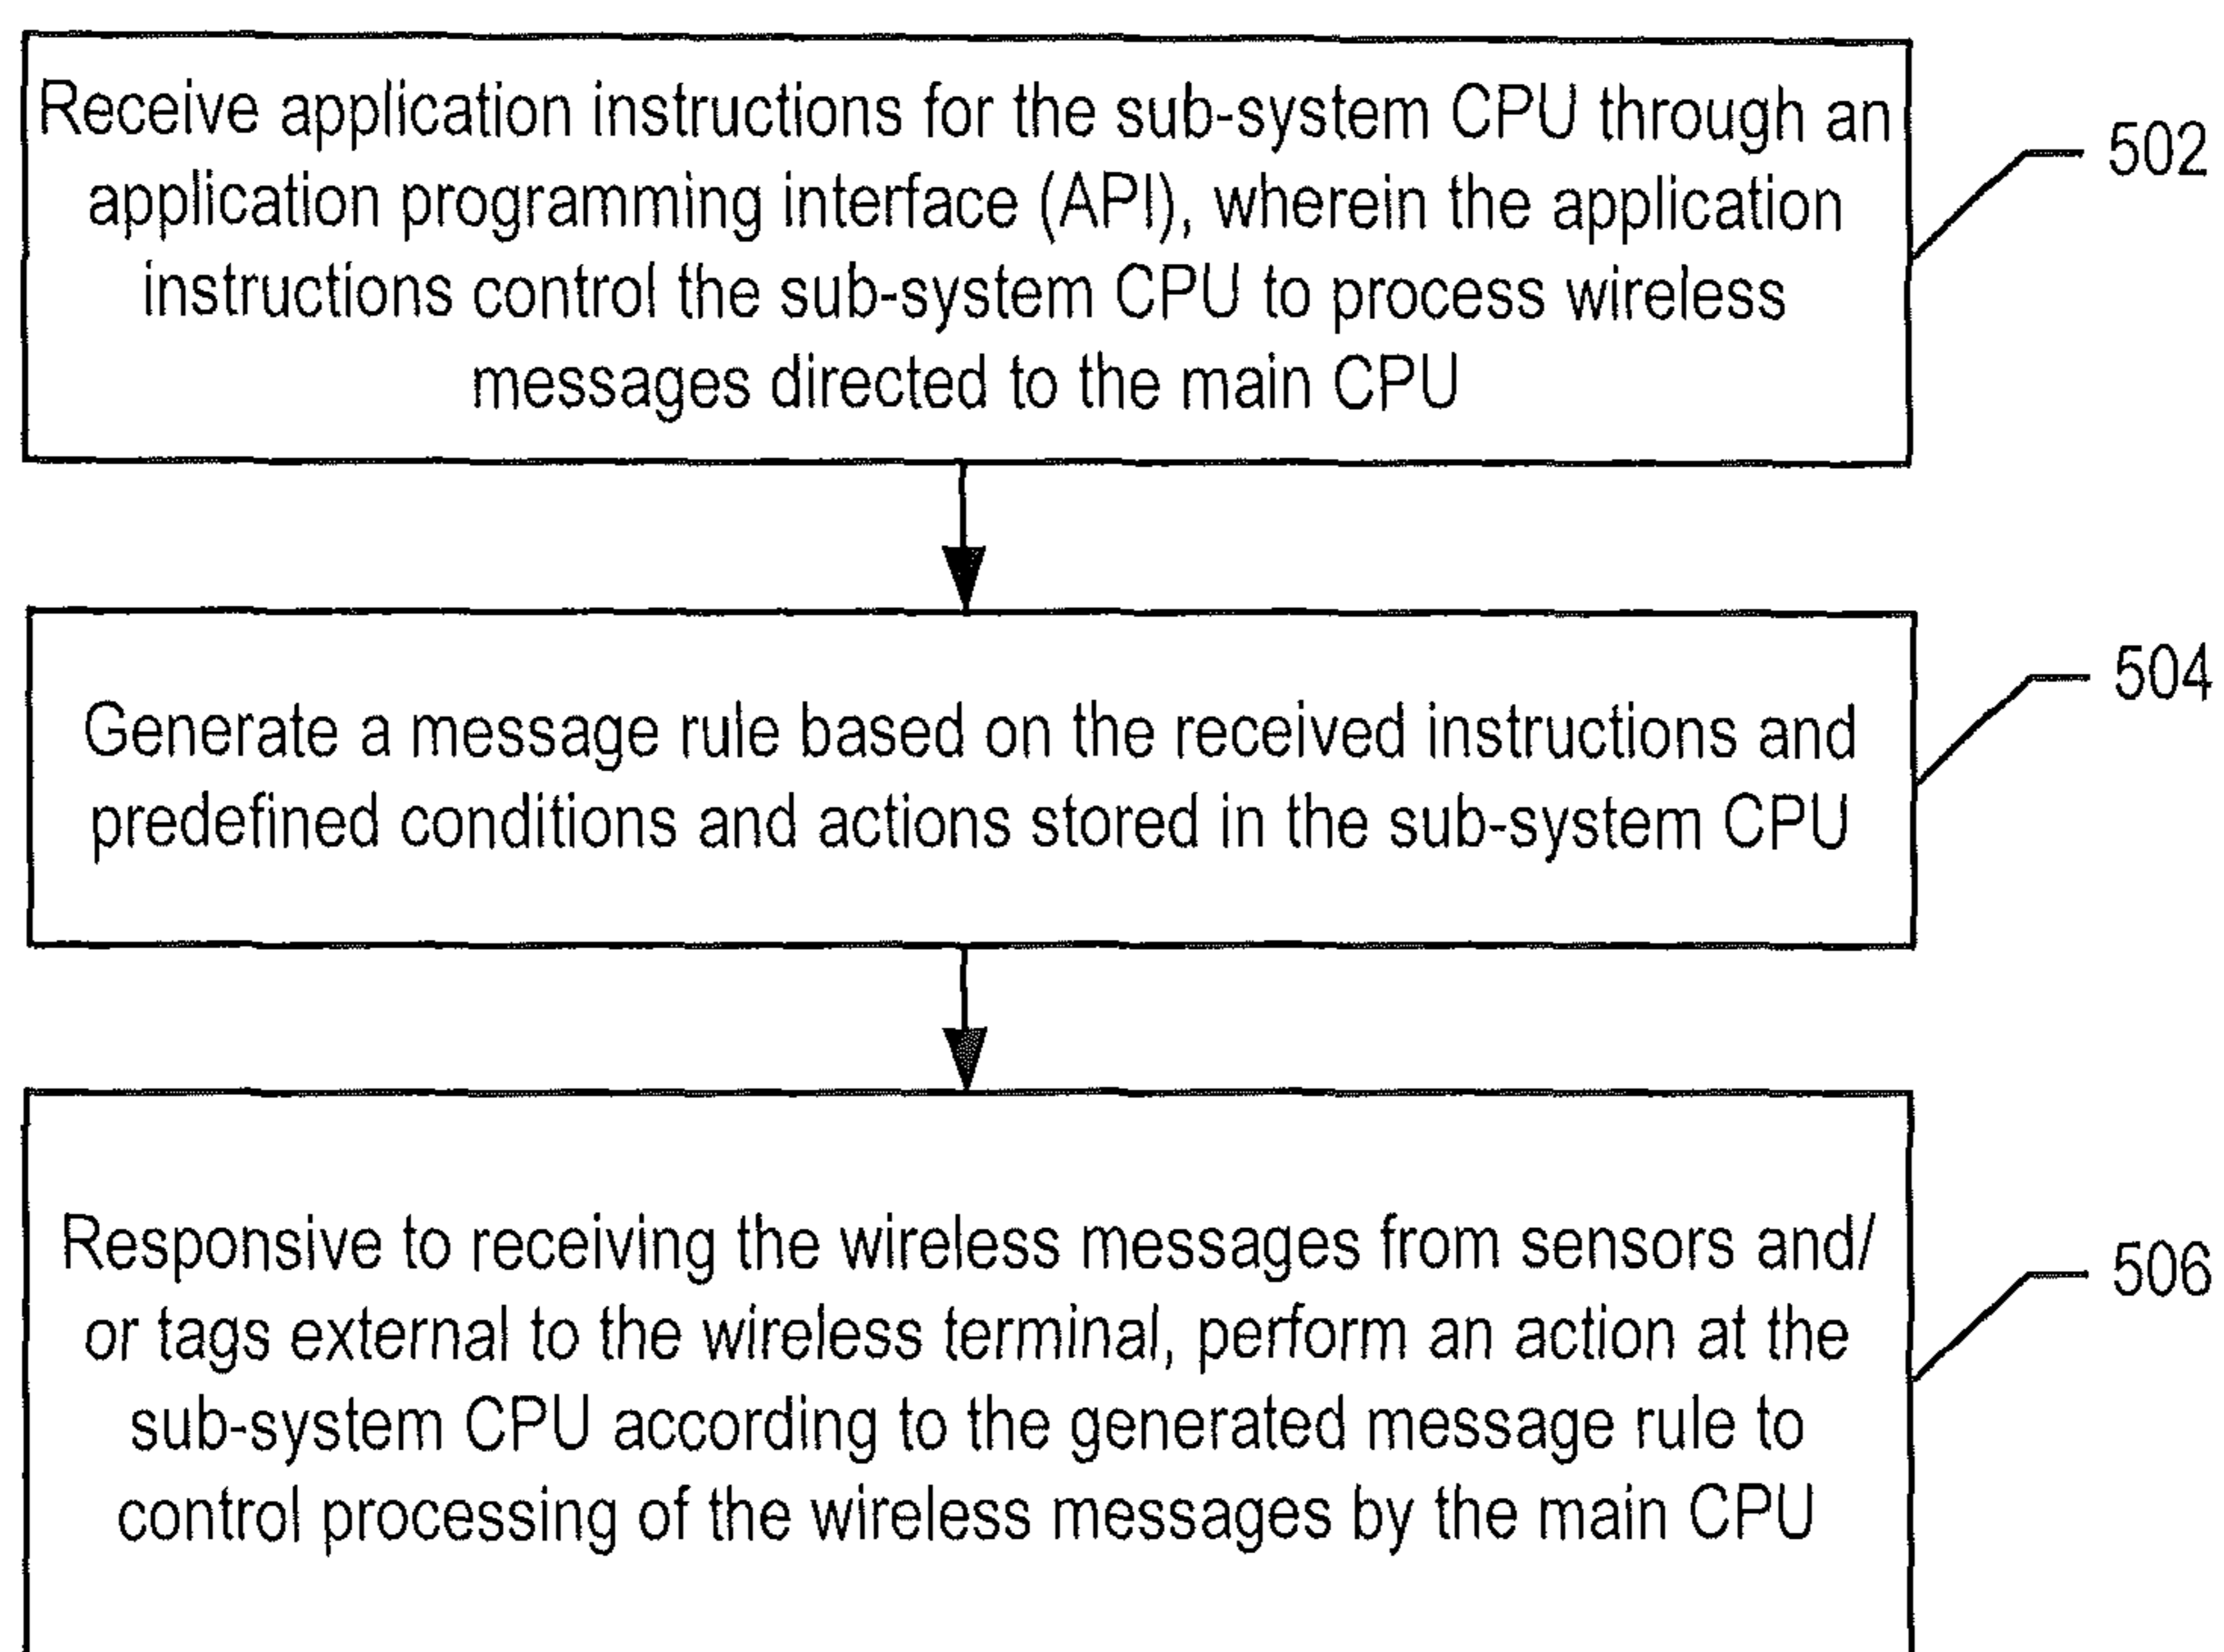 Receive application instructions for the sub-system CPU through an
application programming interface (API), wherein the application
instructions control the sub-system CPU to process wireless
messages directed to the main CPU
502
Generate a message rule based on the received instructions and
predefined conditions and actions stored in the sub-system CPU
504
Responsive to receiving the wireless messages from sensors and/
or tags external to the wireless terminal, perform an action at the
sub-system CPU according to the generated message rule to
control processing of the wireless messages by the main CPU
506